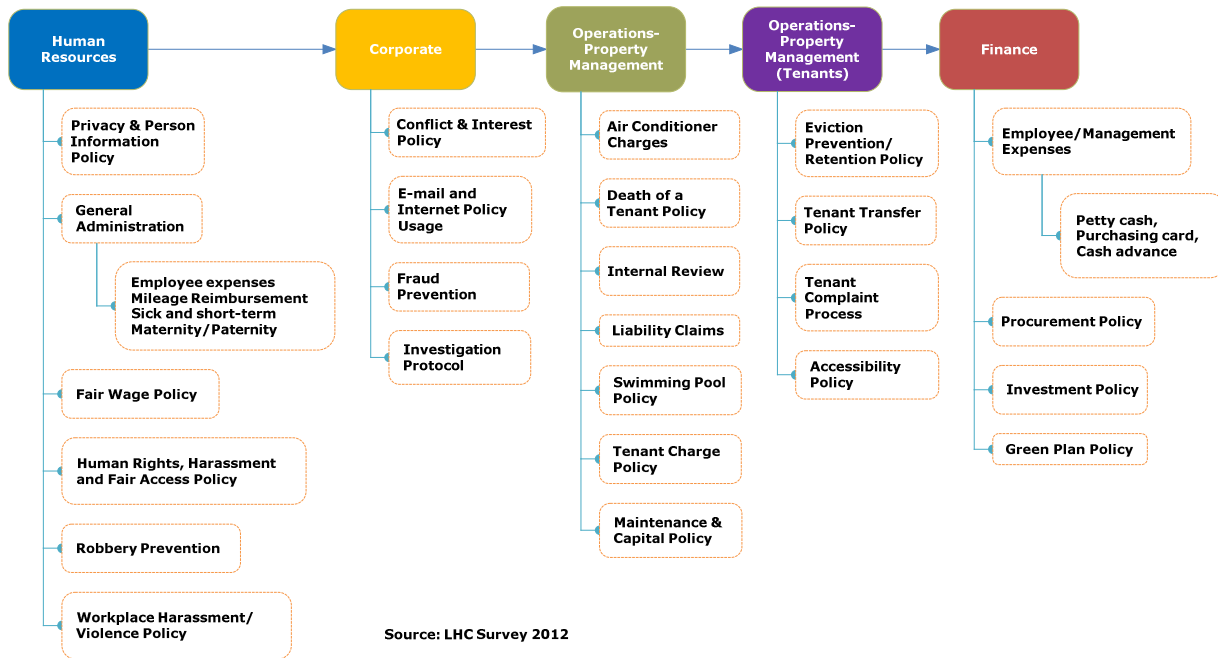 Human
Resources
Corporate
Operations-
Property
Management
Operations-
Property
Management
(Tenants)
Finance
Privacy & Person
Information
Policy
General
Administration
Employee expenses
Mileage Reimbursement
Sick and short-term
Maternity/Paternity
Fair Wage Policy
Human Rights, Harassment
and Fair Access Policy
Robbery Prevention
Workplace Harassment/
Violence Policy
Conflict & Interest
Policy
E-mail and
Internet Policy
Usage
Fraud
Prevention
Investigation
Protocol
Air Conditioner
Charges
Death of a
Tenant Policy
Internal Review
Liability Claims
Swimming Pool
Policy
Tenant Charge
Policy
Maintenance &
Capital Policy
Eviction
Prevention/
Retention Policy
Tenant Transfer
Policy
Tenant
Complaint
Process
Accessibility
Policy
Employee/Management
Expenses
Petty cash,
Purchasing card,
Cash advance
Procurement Policy
Investment Policy
Green Plan Policy
Source: LHC Survey 2012